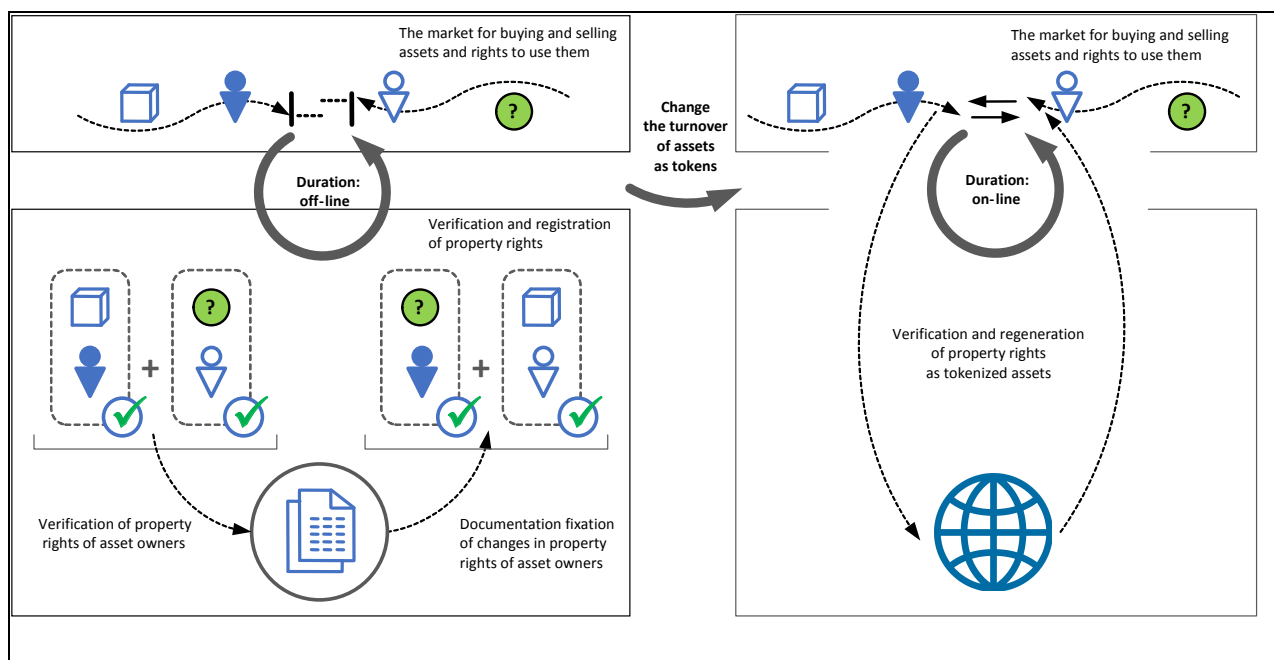 The market for buying and selling
assets and rights to use them
?
Duration:
off-line
Verification and registration
of property rights
?
?
+
+
Verification of property
rights of asset owners
Documentation fixation
of changes in property
rights of asset owners
Change
the turnover
of assets
as tokens
The market for buying and selling
assets and rights to use them
?
Duration:
on-line
Verification and regeneration
of property rights
as tokenized assets